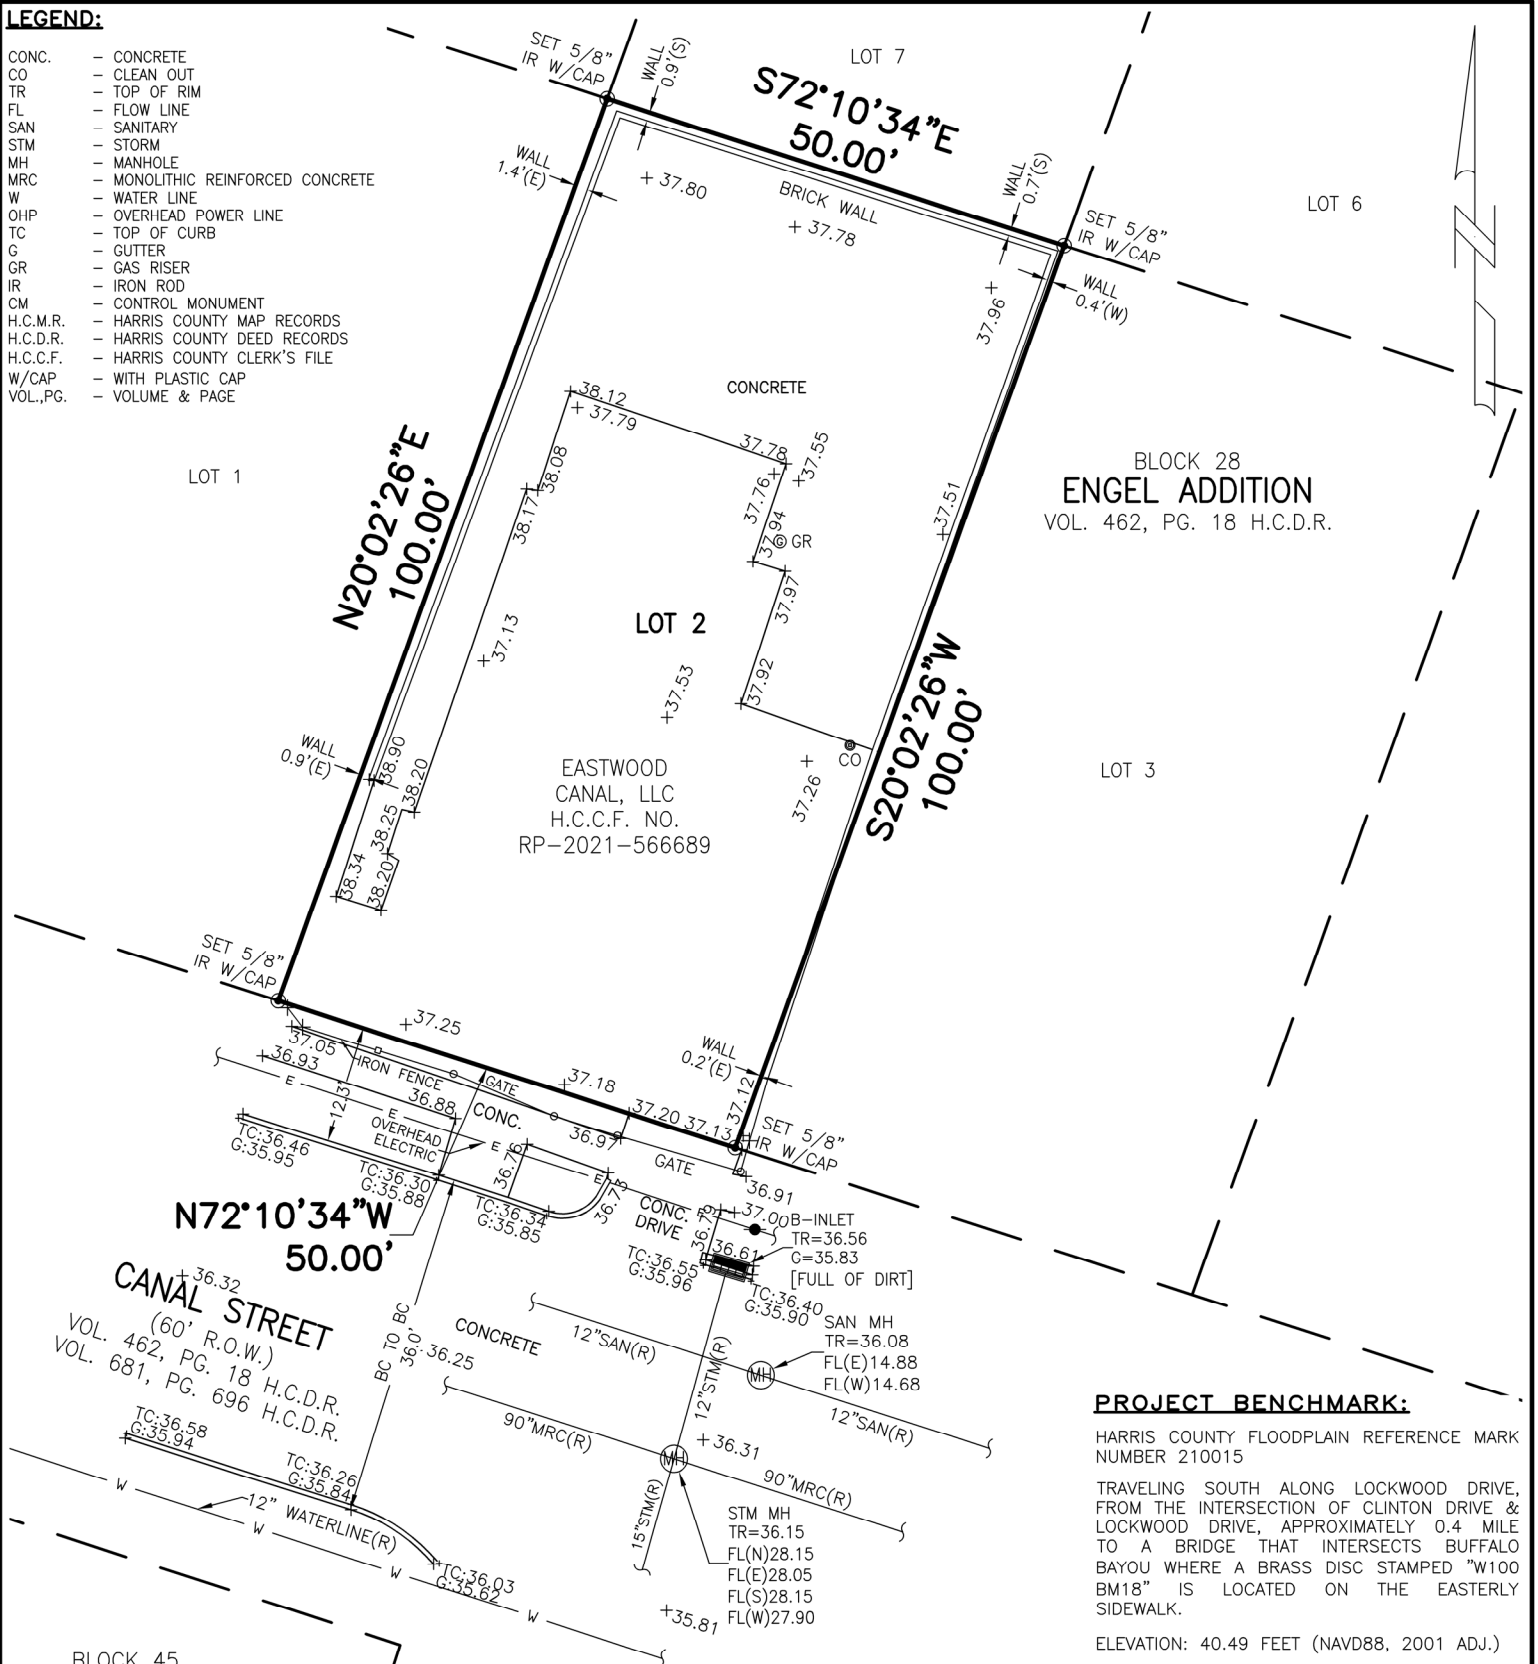 LEGEND:
CONC. – CONCRETE
CO – CLEAN OUT
TR – TOP OF RIM
FL – FLOW LINE
SAN – SANITARY
STM – STORM
MH – MANHOLE
MRC – MONOLITHIC REINFORCED CONCRETE
W – WATER LINE
OHP – OVERHEAD POWER LINE
TC – TOP OF CURB
G – GUTTER
GR – GAS RISER
IR – IRON ROD
CM – CONTROL MONUMENT
H.C.M.R. – HARRIS COUNTY MAP RECORDS
H.C.D.R. – HARRIS COUNTY DEED RECORDS
H.C.C.F. – HARRIS COUNTY CLERK'S FILE
W/CAP – WITH PLASTIC CAP
VOL.,PG. – VOLUME & PAGE
SET 5/8"
IR W/CAP
WALL
0.9'(S)
LOT 7
S72°10'34"E
50.00'
WALL
1.4'(E)
37.80
BRICK WALL
37.78
WALL
0.7'(S)
SET 5/8"
IR W/CAP
LOT 6
N
WALL
0.4'(W)
37.96
CONCRETE
38.12
37.79
37.78
37.55
38.08
37.76
38.17
37.94
G GR
37.51
LOT 1
N20°02'26"E
100.00'
BLOCK 28
ENGEL ADDITION
VOL. 462, PG. 18 H.C.D.R.
37.97
LOT 2
37.13
37.92
37.53
CO
37.26
S20°02'26"W
100.00'
LOT 3
WALL
0.9'(E)
38.90
38.20
38.25
38.34
38.20
EASTWOOD
CANAL, LLC
H.C.C.F. NO.
RP-2021-566689
SET 5/8"
IR W/CAP
37.25
37.05
36.93
IRON FENCE
GATE
37.18
WALL
0.2'(E)
37.12
E
12.3'
E
36.88
OVERHEAD
ELECTRIC
CONC.
E
36.97
37.20
37.13
SET 5/8"
IR W/CAP
GATE
TC:36.46
G:35.95
TC:36.30
G:35.88
36.76
E
36.73
TC:36.34
G:35.85
CONC.
DRIVE
36.91
37.00
36.79
36.61
B-INLET
TR=36.56
G=35.83
[FULL OF DIRT]
TC:36.55
G:35.96
TC:36.40
G:35.90
N72°10'34"W
50.00'
36.32
CANAL STREET
(60' R.O.W.)
VOL. 462, PG. 18 H.C.D.R.
VOL. 681, PG. 696 H.C.D.R.
BC TO BC
36.0'
36.25
CONCRETE
12"SAN(R)
12"STM(R)
SAN MH
TR=36.08
FL(E)14.88
FL(W)14.68
MH
12"SAN(R)
90"MRC(R)
36.31
MH
90"MRC(R)
15"STM(R)
STM MH
TR=36.15
FL(N)28.15
FL(E)28.05
FL(S)28.15
FL(W)27.90
TC:36.58
G:35.94
TC:36.26
G:35.84
W
12" WATERLINE(R)
W
W
TC:36.03
G:35.62
W
35.81
BLOCK 45
PROJECT BENCHMARK:
HARRIS COUNTY FLOODPLAIN REFERENCE MARK
NUMBER 210015
TRAVELING SOUTH ALONG LOCKWOOD DRIVE,
FROM THE INTERSECTION OF CLINTON DRIVE &
LOCKWOOD DRIVE, APPROXIMATELY 0.4 MILE
TO A BRIDGE THAT INTERSECTS BUFFALO
BAYOU WHERE A BRASS DISC STAMPED "W100
BM18" IS LOCATED ON THE EASTERLY
SIDEWALK.
ELEVATION: 40.49 FEET (NAVD88, 2001 ADJ.)